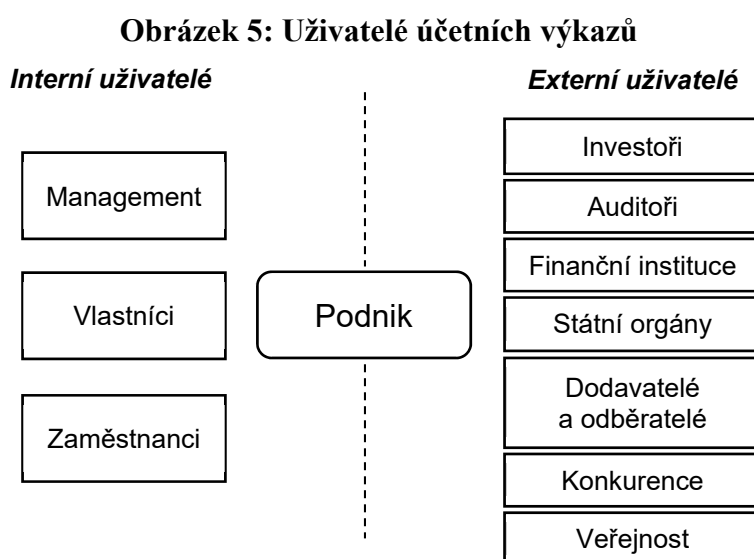 Obrázek 5: Uživatelé účetních výkazů
Interní uživatelé
Management
Vlastníci
Zaměstnanci
Podnik
Externí uživatelé
Investoři
Auditoři
Finanční instituce
Státní orgány
Dodavatelé
a odběratelé
Konkurence
Veřejnost